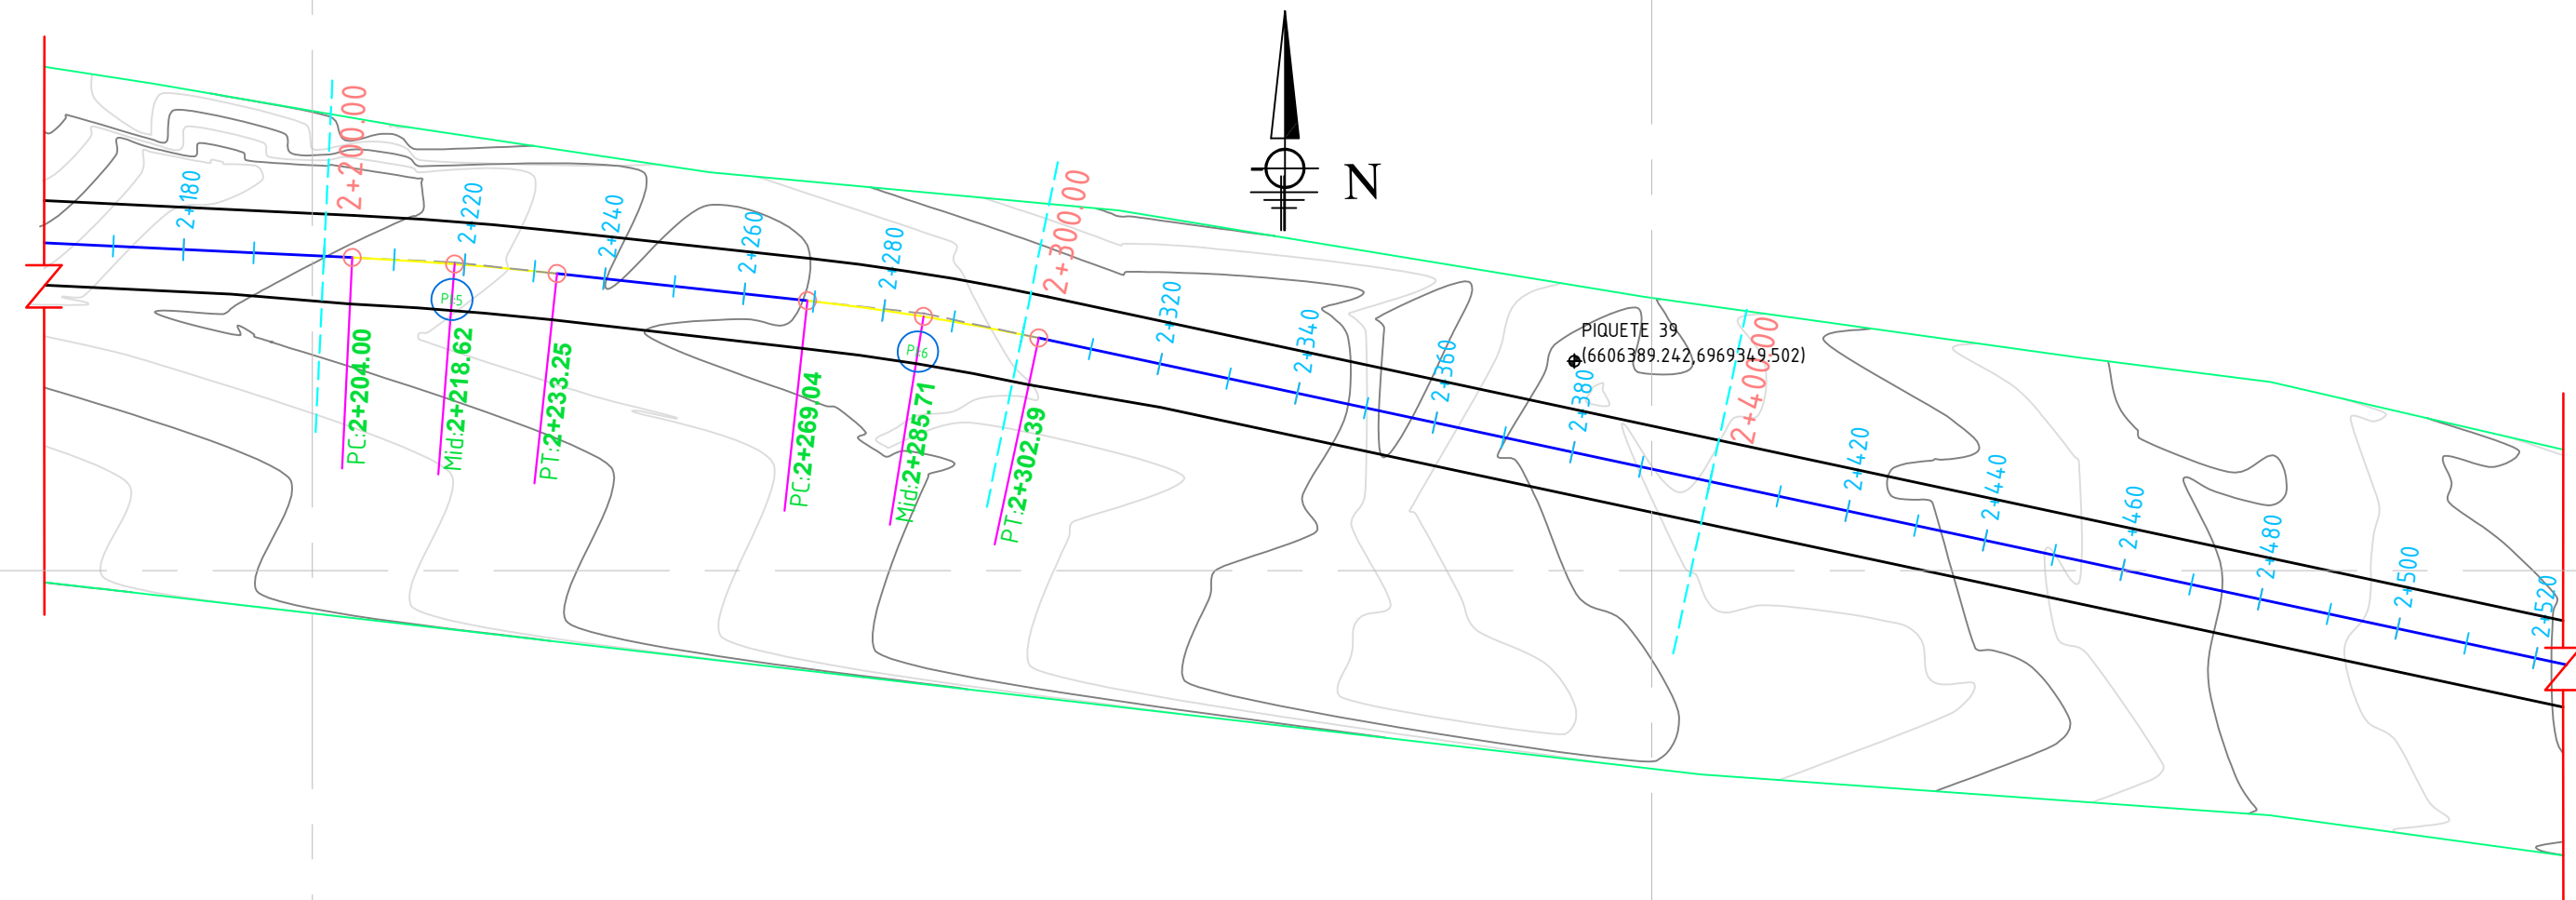 2+180
2+200.00
2+220
2+240
2+260
2+280
2+300.00
2+320
2+340
2+360
2+380
2+400.00
2+420
2+440
2+460
2+480
2+500
2+520
N
PIQUETE 39
(6606389.242,6969349.502)
PI:5
PI:6
PC:2+204.00
Mid:2+218.62
PT:2+233.25
PC:2+269.04
Mid:2+285.71
PT:2+302.39